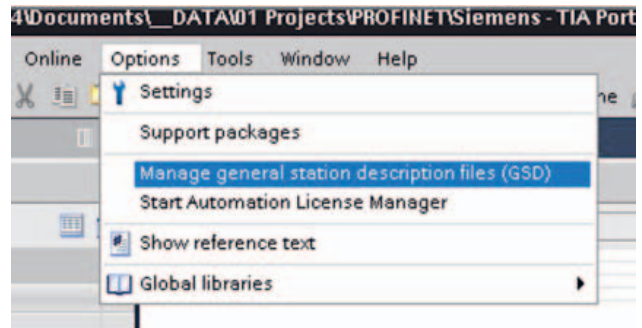 4\Documents\__DATA\01 Projects\PROFINET\Siemens - TIA Port
Online Options Tools Window Help
Settings
Support packages
Manage general station description files (GSD)
Start Automation License Manager
Show reference text
Global libraries